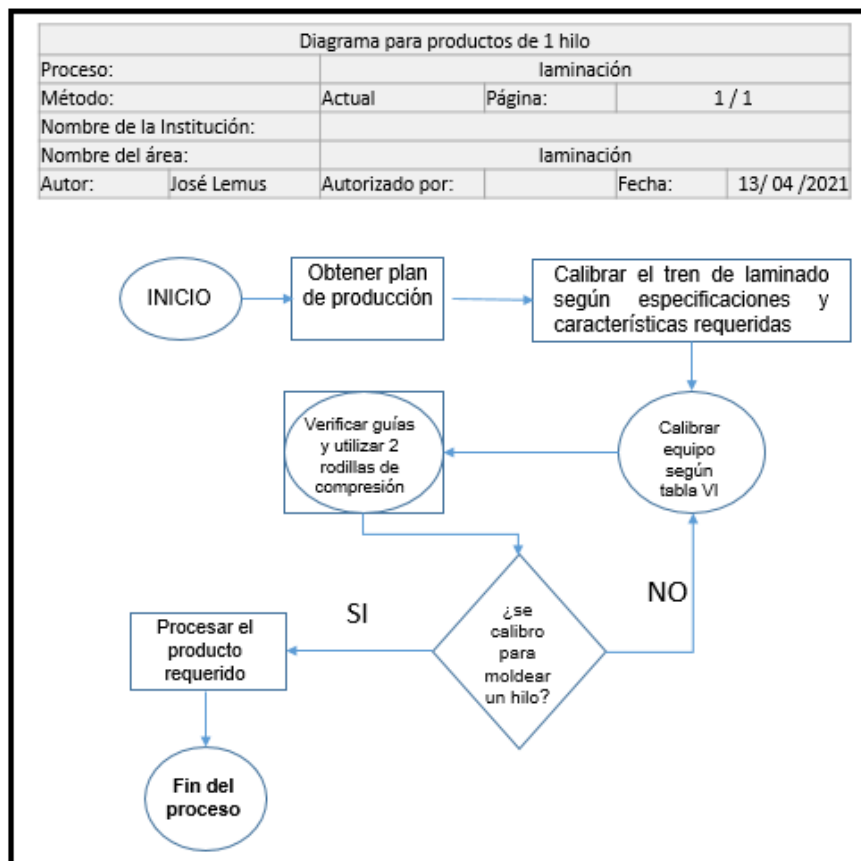 Diagrama para productos de 1 hilo
Proceso: laminación
Método: Actual Página: 1 / 1
Nombre de la Institución:
Nombre del área: laminación
Autor: José Lemus Autorizado por: Fecha: 13/ 04 /2021
INICIO
Obtener plan
de producción
Calibrar el tren de laminado
según especificaciones y
características requeridas
Calibrar
equipo
según
tabla VI
Verificar guías
y utilizar 2
rodillas de
compresión
¿se
calibro
para
moldear
un hilo?
NO
SI
Procesar el
producto
requerido
Fin del
proceso